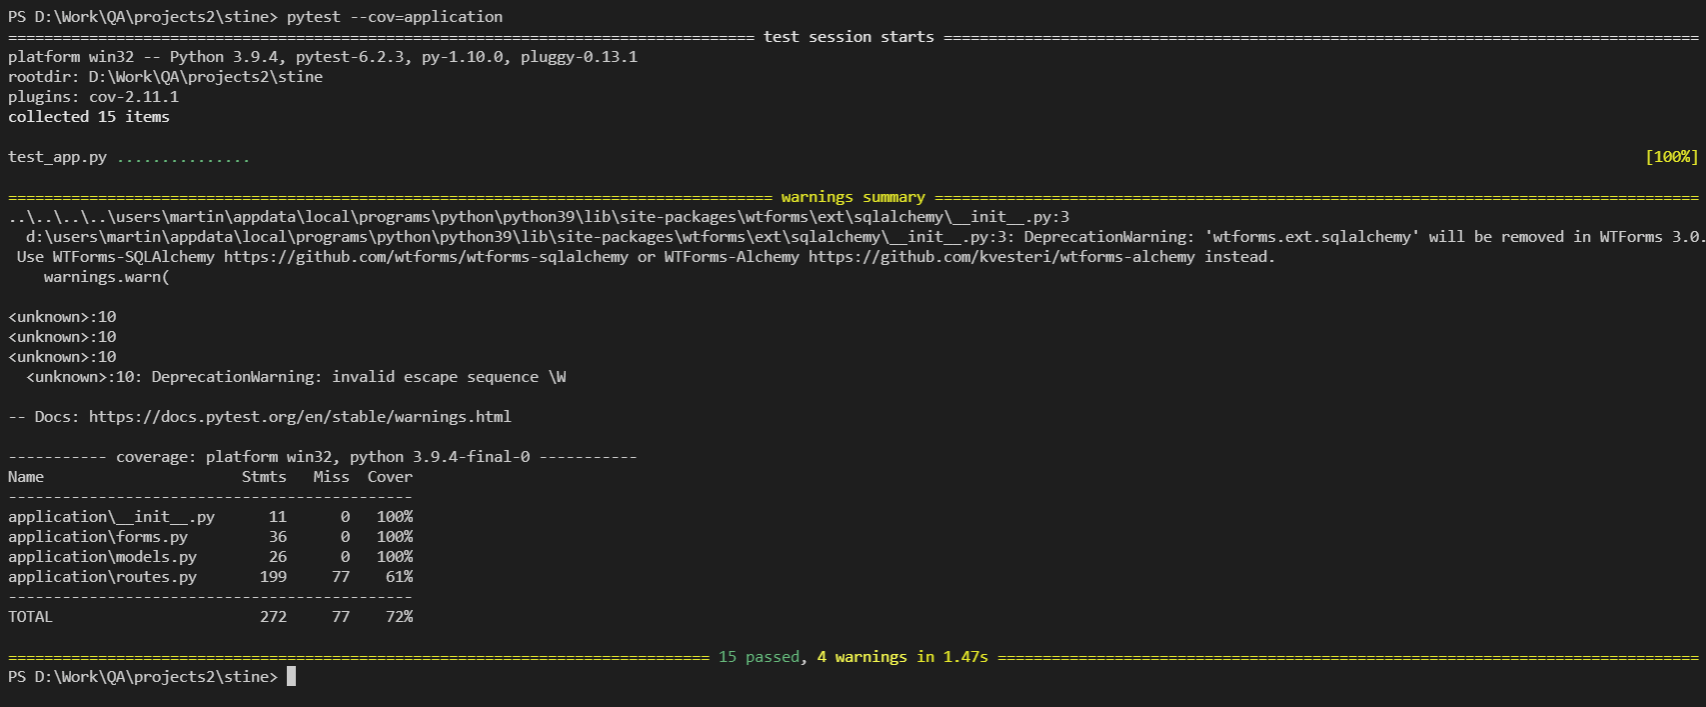 PS D:\Work\QA\projects2\stine> pytest --cov=application
=================================================================================== test session starts ====================================================================================
platform win32 -- Python 3.9.4, pytest-6.2.3, py-1.10.0, pluggy-0.13.1
rootdir: D:\Work\QA\projects2\stine
plugins: cov-2.11.1
collected 15 items
test_app.py ............... [100%]
===================================================================================== warnings summary =====================================================================================
..\..\..\..\users\martin\appdata\local\programs\python\python39\lib\site-packages\wtforms\ext\sqlalchemy\__init__.py:3
  d:\users\martin\appdata\local\programs\python\python39\lib\site-packages\wtforms\ext\sqlalchemy\__init__.py:3: DeprecationWarning: 'wtforms.ext.sqlalchemy' will be removed in WTForms 3.0.
 Use WTForms-SQLAlchemy https://github.com/wtforms/wtforms-sqlalchemy or WTForms-Alchemy https://github.com/kvesteri/wtforms-alchemy instead.
    warnings.warn(
<unknown>:10
<unknown>:10
<unknown>:10
  <unknown>:10: DeprecationWarning: invalid escape sequence \W
-- Docs: https://docs.pytest.org/en/stable/warnings.html
----------- coverage: platform win32, python 3.9.4-final-0 -----------
Name                      Stmts   Miss  Cover
---------------------------------------------
application\__init__.py      11      0   100%
application\forms.py         36      0   100%
application\models.py        26      0   100%
application\routes.py       199     77    61%
---------------------------------------------
TOTAL                       272     77    72%
============================================================================== 15 passed, 4 warnings in 1.47s ==============================================================================
PS D:\Work\QA\projects2\stine>